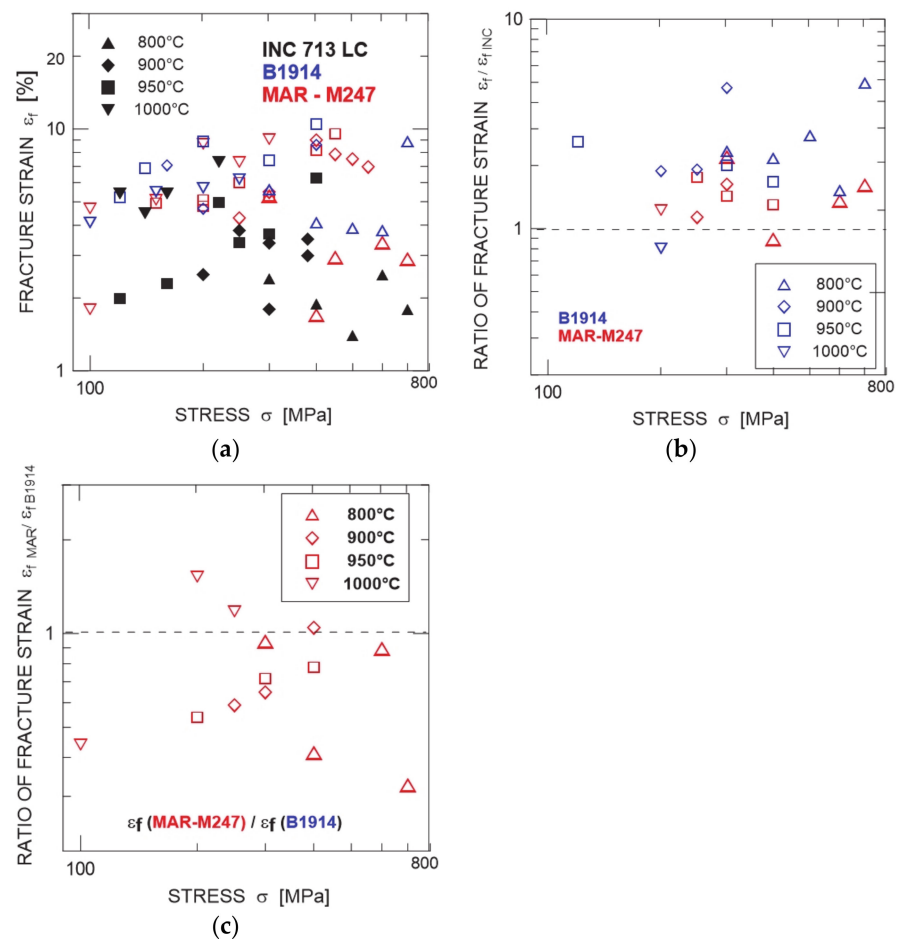 30
10
1
FRACTURE STRAIN εf [%]
800°C
900°C
950°C
1000°C
INC 713 LC
B1914
MAR - M247
100
800
STRESS σ [MPa]
(a)
10
1
1
RATIO OF FRACTURE STRAIN εf / εf INC
B1914
MAR-M247
800°C
900°C
950°C
1000°C
100
800
STRESS σ [MPa]
(b)
1
RATIO OF FRACTURE STRAIN εf MAR/ εf B1914
800°C
900°C
950°C
1000°C
εf (MAR-M247) / εf (B1914)
100
800
STRESS σ [MPa]
(c)